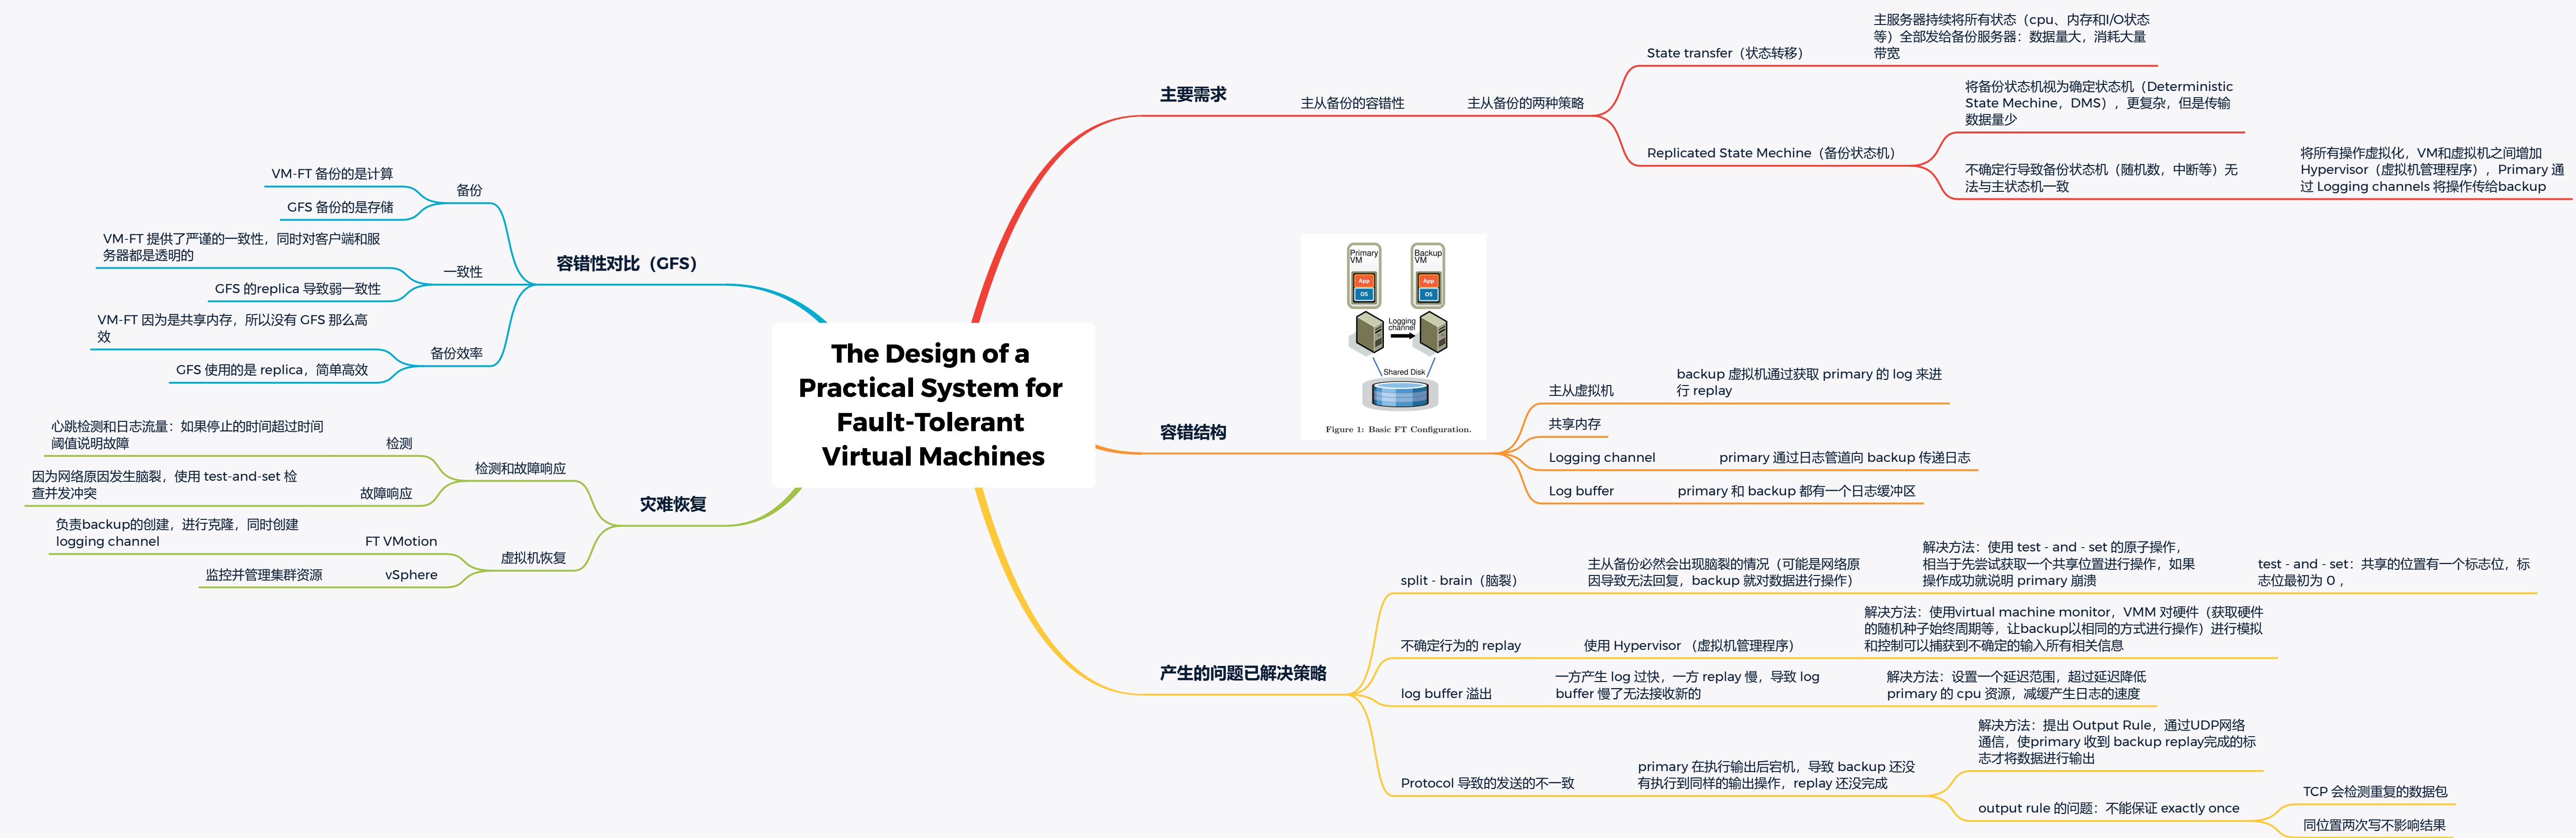 The Design of a
Practical System for
Fault-Tolerant
Virtual Machines
主要需求
主从备份的容错性
主从备份的两种策略
State transfer（状态转移）
主服务器持续将所有状态（cpu、内存和I/O状态
等）全部发给备份服务器：数据量大，消耗大量
带宽
Replicated State Mechine（备份状态机）
将备份状态机视为确定状态机（Deterministic
State Mechine，DMS），更复杂，但是传输
数据量少
不确定行导致备份状态机（随机数，中断等）无
法与主状态机一致
将所有操作虚拟化，VM和虚拟机之间增加
Hypervisor（虚拟机管理程序），Primary 通
过 Logging channels 将操作传给backup
容错结构
Primary
VM
Backup
VM
App
App
OS
OS
Logging
channel
Shared Disk
Figure 1: Basic FT Configuration.
主从虚拟机
backup 虚拟机通过获取 primary 的 log 来进
行 replay
共享内存
Logging channel
primary 通过日志管道向 backup 传递日志
Log buffer
primary 和 backup 都有一个日志缓冲区
产生的问题已解决策略
split - brain（脑裂）
主从备份必然会出现脑裂的情况（可能是网络原
因导致无法回复，backup 就对数据进行操作）
解决方法：使用 test - and - set 的原子操作，
相当于先尝试获取一个共享位置进行操作，如果
操作成功就说明 primary 崩溃
test - and - set：共享的位置有一个标志位，标
志位最初为 0 ，
不确定行为的 replay
使用 Hypervisor （虚拟机管理程序）
解决方法：使用virtual machine monitor，VMM 对硬件（获取硬件
的随机种子始终周期等，让backup以相同的方式进行操作）进行模拟
和控制可以捕获到不确定的输入所有相关信息
log buffer 溢出
一方产生 log 过快，一方 replay 慢，导致 log
buffer 慢了无法接收新的
解决方法：设置一个延迟范围，超过延迟降低
primary 的 cpu 资源，减缓产生日志的速度
Protocol 导致的发送的不一致
primary 在执行输出后宕机，导致 backup 还没
有执行到同样的输出操作，replay 还没完成
解决方法：提出 Output Rule，通过UDP网络
通信，使primary 收到 backup replay完成的标
志才将数据进行输出
output rule 的问题：不能保证 exactly once
TCP 会检测重复的数据包
同位置两次写不影响结果
容错性对比（GFS）
备份
VM-FT 备份的是计算
GFS 备份的是存储
一致性
VM-FT 提供了严谨的一致性，同时对客户端和服
务器都是透明的
GFS 的replica 导致弱一致性
备份效率
VM-FT 因为是共享内存，所以没有 GFS 那么高
效
GFS 使用的是 replica，简单高效
灾难恢复
检测和故障响应
检测
心跳检测和日志流量：如果停止的时间超过时间
阈值说明故障
故障响应
因为网络原因发生脑裂，使用 test-and-set 检
查并发冲突
虚拟机恢复
FT VMotion
负责backup的创建，进行克隆，同时创建
logging channel
vSphere
监控并管理集群资源